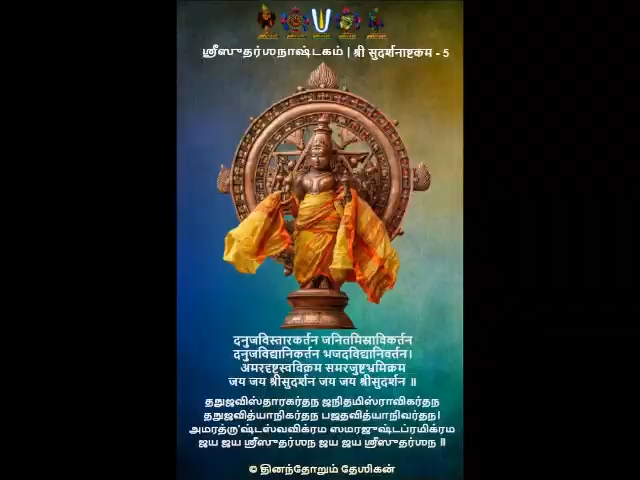 ஸ்ரீஸுதர்ஶநாஷ்டகம் | श्री सुदर्शनाष्टकम - 5
दनुजविस्तारकर्तन जनितमिस्राविकर्तन
दनुजविद्यानिकर्तन भजदविद्यानिवर्तन।
अमरदृष्टस्वविक्रम समरजुष्टभ्रमिक्रम
जय जय श्रीसुदर्शन जय जय श्रीसुदर्शन ॥
தநுஜவிஸ்தாரகர்தந ஜநிதமிஸ்ராவிகர்தந
தநுஜவித்யாநிகர்தந பஜதவித்யாநிவர்தந।
அமரத்ரு'ஷ்டஸ்வவிக்ரம ஸமரஜுஷ்டப்ரமிக்ரம
ஜய ஜய ஸ்ரீஸுதர்ஶந ஜய ஜய ஸ்ரீஸுதர்ஶந ॥
© தினந்தோறும் தேஶிகன்